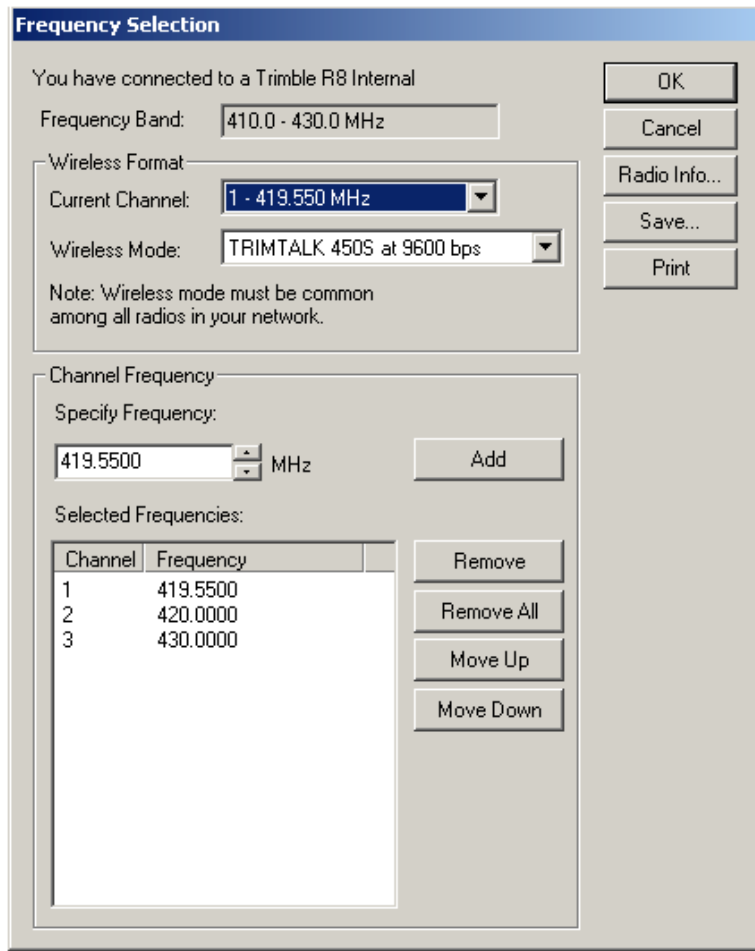 Frequency Selection
You have connected to a Trimble R8 Internal
OK
Frequency Band: 410.0 - 430.0 MHz
Cancel
Wireless Format
Radio Info...
Current Channel: 1 - 419.550 MHz
Save...
Wireless Mode: TRIMTALK 450S at 9600 bps
Print
Note: Wireless mode must be common
among all radios in your network.
Channel Frequency
Specify Frequency:
419.5500 MHz Add
Selected Frequencies:
Channel Frequency
1 419.5500
2 420.0000
3 430.0000
Remove
Remove All
Move Up
Move Down